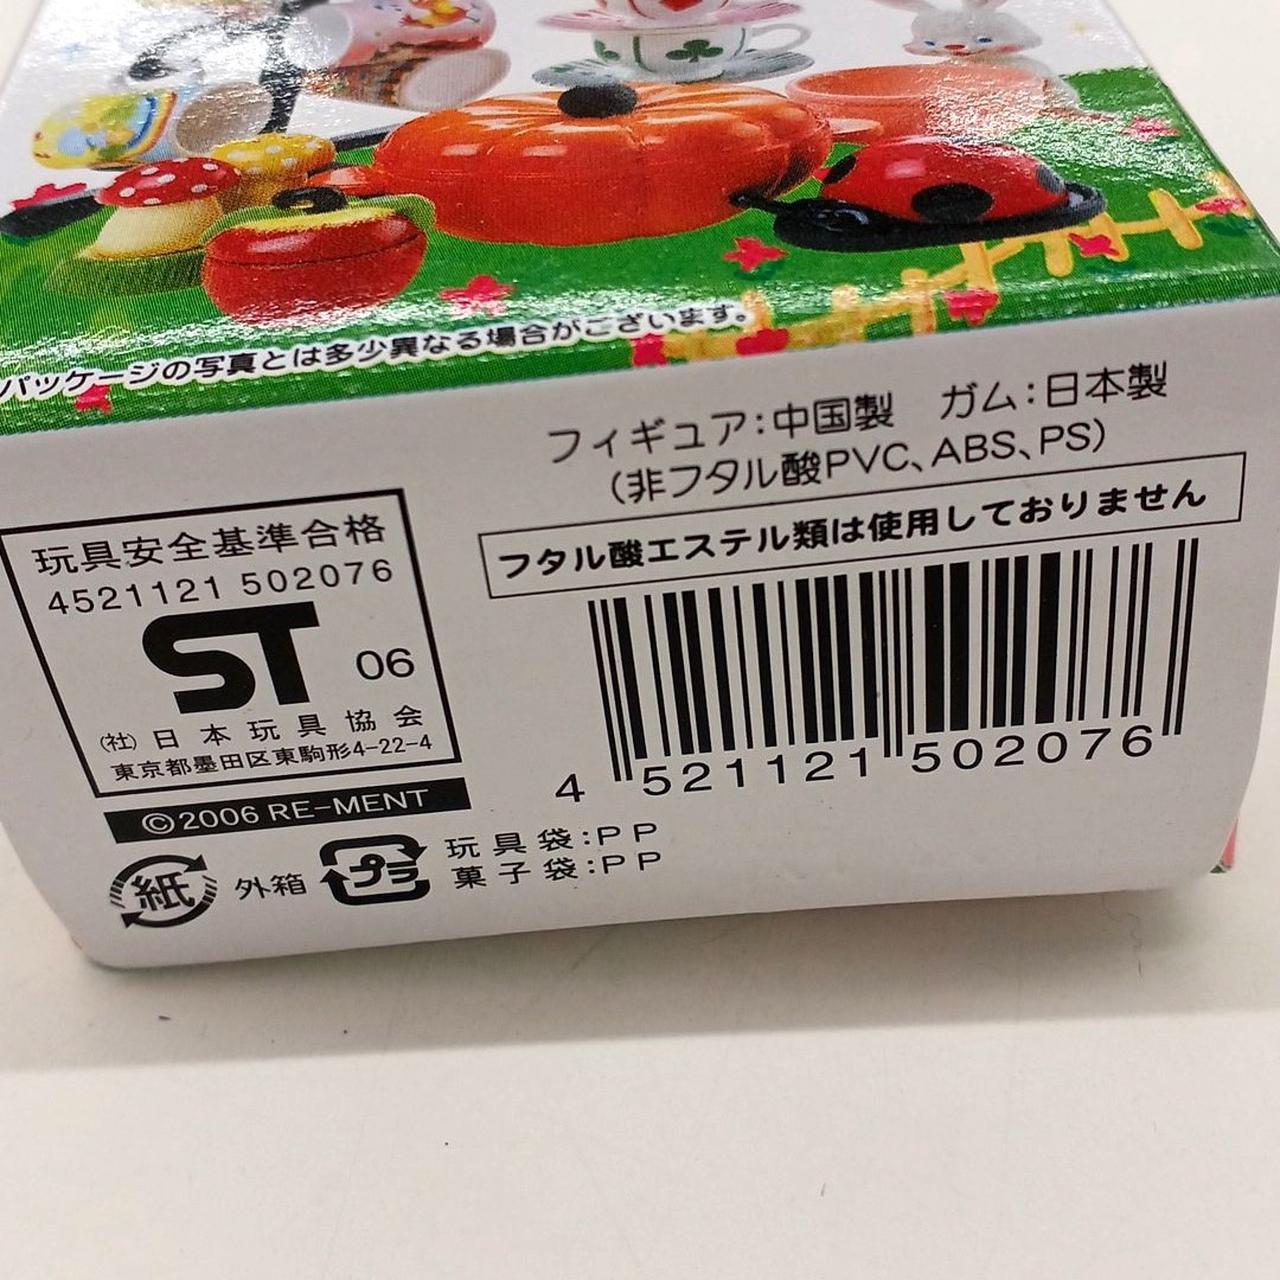 パッケージの写真とは多少異なる場合がございます。
フィギュア:中国製 ガム:日本製
(非フタル酸PVC、ABS、PS)
フタル酸エステル類は使用しておりません
玩具安全基準合格
4521121 502076
ST 06
(社)日本玩具協会
東京都墨田区東駒形4-22-4
©2006 RE-MENT
4 521121 502076
紙 外箱 プラ 玩具袋:PP
菓子袋:PP